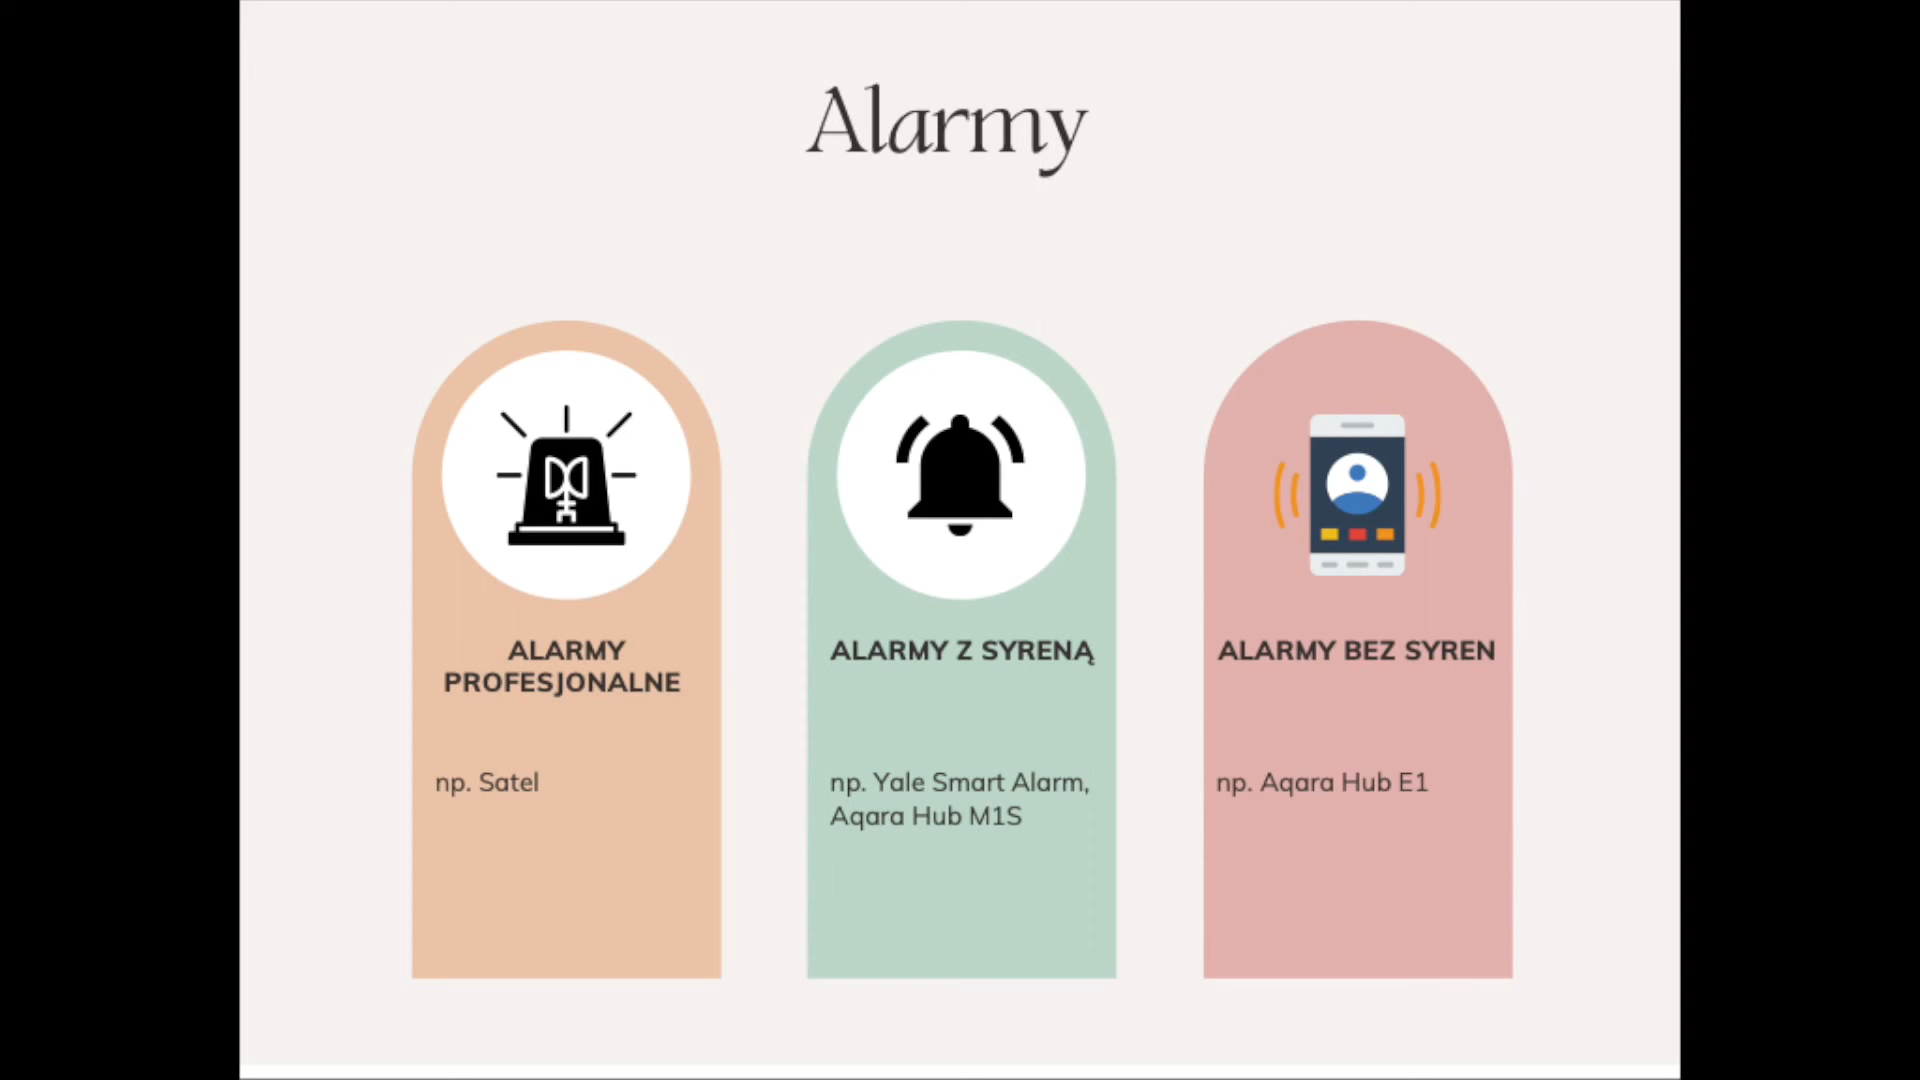 Alarmy
ALARMY
PROFESJONALNE
np. Satel
ALARMY Z SYRENĄ
np. Yale Smart Alarm,
Aqara Hub M1S
ALARMY BEZ SYREN
np. Aqara Hub E1